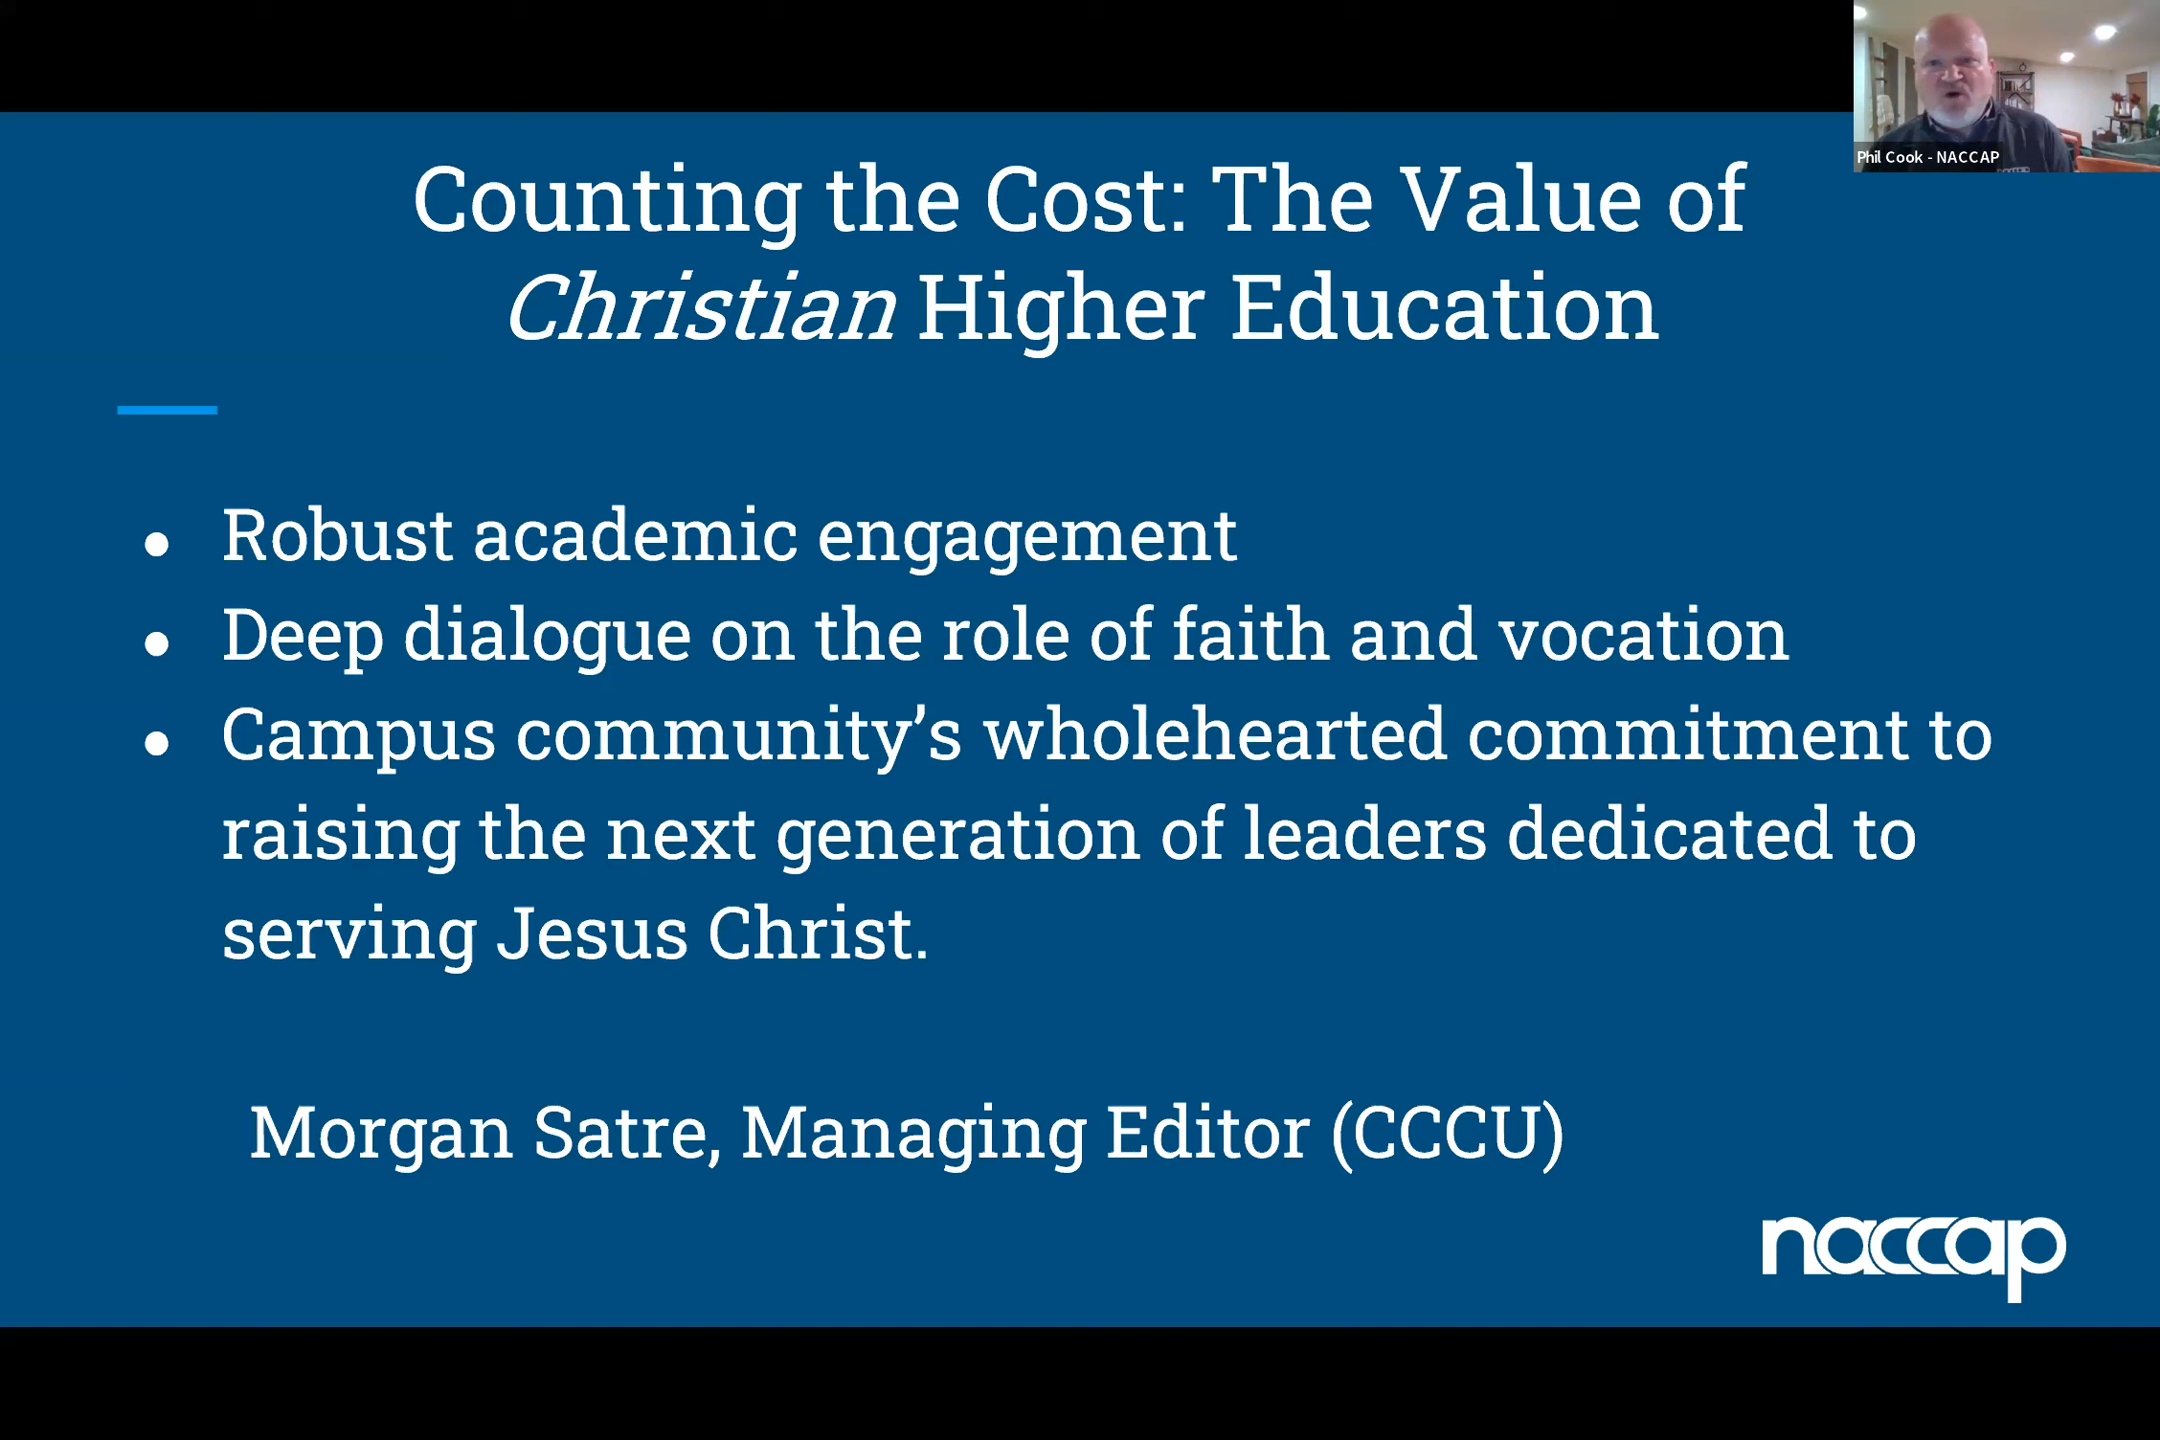 Phil Cook - NACCAP
Counting the Cost: The Value of
Christian Higher Education
● Robust academic engagement
● Deep dialogue on the role of faith and vocation
● Campus community’s wholehearted commitment to
raising the next generation of leaders dedicated to
serving Jesus Christ.
Morgan Satre, Managing Editor (CCCU)
naccap